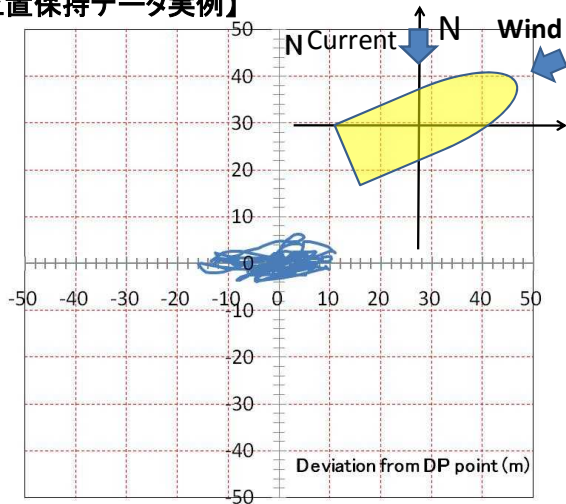 置保持データ実例】
50
N Current
N
Wind
40
30
20
10
0
-50 -40 -30 -20 -10 0 10 20 30 40 50
-10
-20
-30
-40
Deviation from DP point (m)
-50